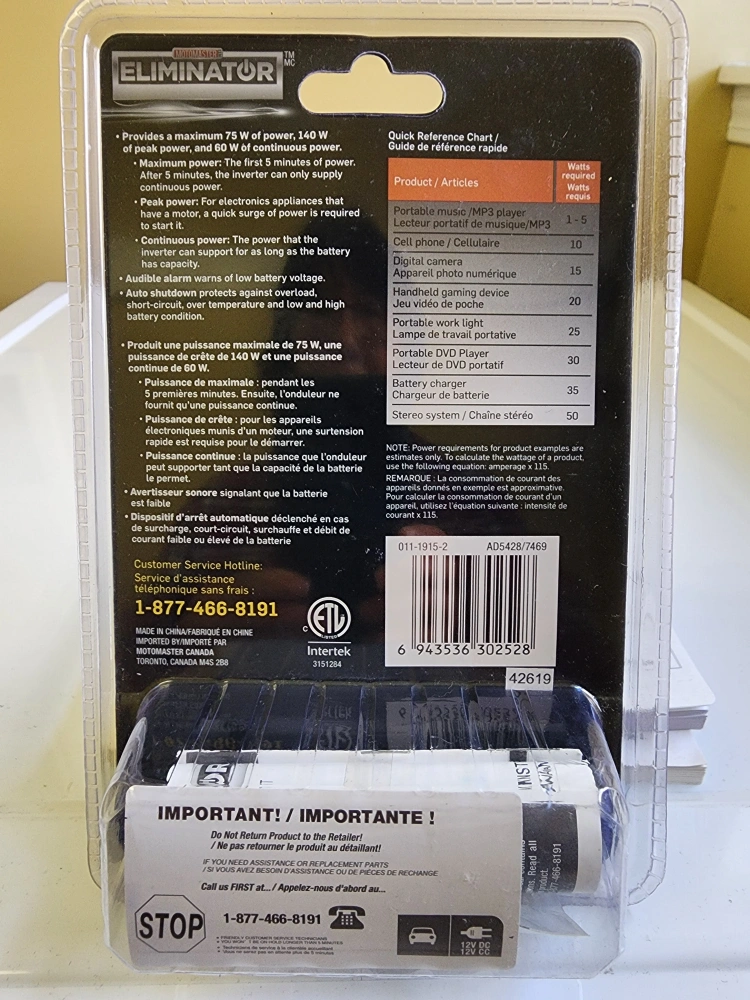 MOTOMASTER
ELIMINATOR
TM
MC
• Provides a maximum 75 W of power, 140 W
of peak power, and 60 W of continuous power.
• Maximum power: The first 5 minutes of power.
After 5 minutes, the inverter can only supply
continuous power.
• Peak power: For electronics appliances that
have a motor, a quick surge of power is required
to start it.
• Continuous power: The power that the
inverter can support for as long as the battery
has capacity.
• Audible alarm warns of low battery voltage.
• Auto shutdown protects against overload,
short-circuit, over temperature and low and high
battery condition.
• Produit une puissance maximale de 75 W, une
puissance de crête de 140 W et une puissance
continue de 60 W.
• Puissance de maximale : pendant les
5 premières minutes. Ensuite, l'onduleur ne
fournit qu'une puissance continue.
• Puissance de crête : pour les appareils
électroniques munis d'un moteur, une surtension
rapide est requise pour le démarrer.
• Puissance continue : la puissance que l'onduleur
peut supporter tant que la capacité de la batterie
le permet.
• Avertisseur sonore signalant que la batterie
est faible
• Dispositif d'arrêt automatique déclenché en cas
de surcharge, court-circuit, surchauffe et débit de
courant faible ou élevé de la batterie
Customer Service Hotline:
Service d'assistance
téléphonique sans frais :
1-877-466-8191
MADE IN CHINA/FABRIQUÉ EN CHINE
IMPORTED BY/IMPORTÉ PAR
MOTOMASTER CANADA
TORONTO, CANADA M4S 2B8
C
ETL
LISTED
Intertek
3151284
Quick Reference Chart /
Guide de référence rapide
Product / Articles
Watts
required
Watts
requis
Portable music /MP3 player
Lecteur portatif de musique/MP3
1 - 5
Cell phone / Cellulaire
10
Digital camera
Appareil photo numérique
15
Handheld gaming device
Jeu vidéo de poche
20
Portable work light
Lampe de travail portative
25
Portable DVD Player
Lecteur de DVD portatif
30
Battery charger
Chargeur de batterie
35
Stereo system / Chaîne stéréo
50
NOTE: Power requirements for product examples are
estimates only. To calculate the wattage of a product,
use the following equation: amperage x 115.
REMARQUE : La consommation de courant des
appareils donnés en exemple est approximative.
Pour calculer la consommation de courant d'un
appareil, utilisez l'équation suivante : intensité de
courant x 115.
011-1915-2 AD5428/7469
6 943536 302528
42619
IMPORTANT! / IMPORTANTE !
Do Not Return Product to the Retailer!
/ Ne pas retourner le produit au détaillant!
IF YOU NEED ASSISTANCE OR REPLACEMENT PARTS
/ SI VOUS AVEZ BESOIN D'ASSISTANCE OU DE PIÈCES DE RECHANGE
Call us FIRST at... / Appelez-nous d'abord au...
STOP
1-877-466-8191
• FRIENDLY CUSTOMER SERVICE TECHNICIANS
• Techniciens de service à la clientèle accueillant
12V DC
12V CC
ns. Read all